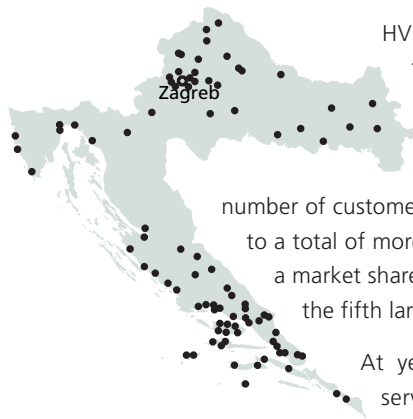 HV
Zagreb
number of custome
to a total of more
a market share
the fifth lar
At ye
serv